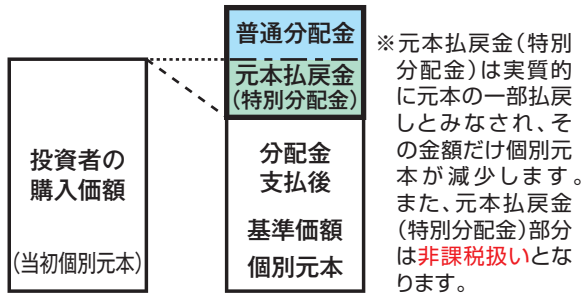 普通分配金
元本払戻金
(特別分配金)
投資者の
購入価額
(当初個別元本)
分配金
支払後
基準価額
個別元本
※元本払戻金(特別
分配金)は実質的
に元本の一部払戻
しとみなされ、そ
の金額だけ個別元
本が減少します。
また、元本払戻金
(特別分配金)部分
は非課税扱いとな
ります。